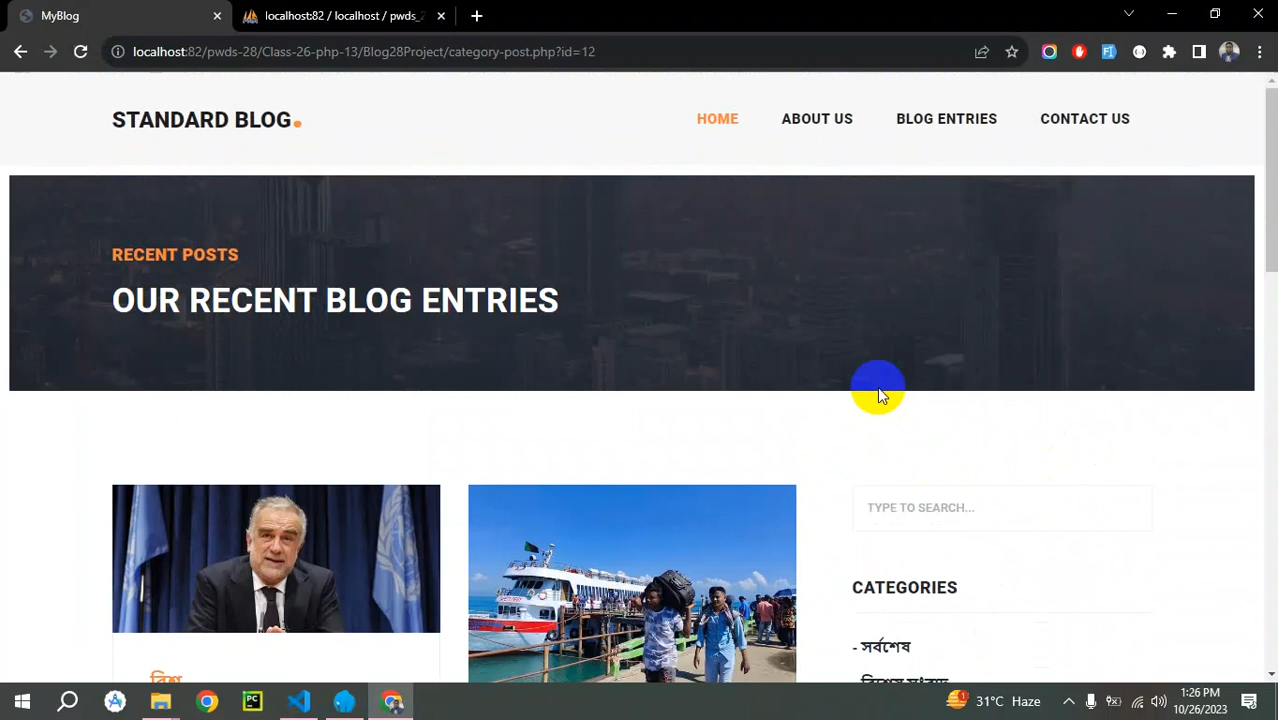 MyBlog
localhost:82 / localhost / pwds_2
localhost:82/pwds-28/Class-26-php-13/Blog28Project/category-post.php?id=12
STANDARD BLOG.
HOME
ABOUT US
BLOG ENTRIES
CONTACT US
RECENT POSTS
OUR RECENT BLOG ENTRIES
TYPE TO SEARCH...
CATEGORIES
- সর্বশেষ
31°C Haze
1:26 PM
10/26/2023